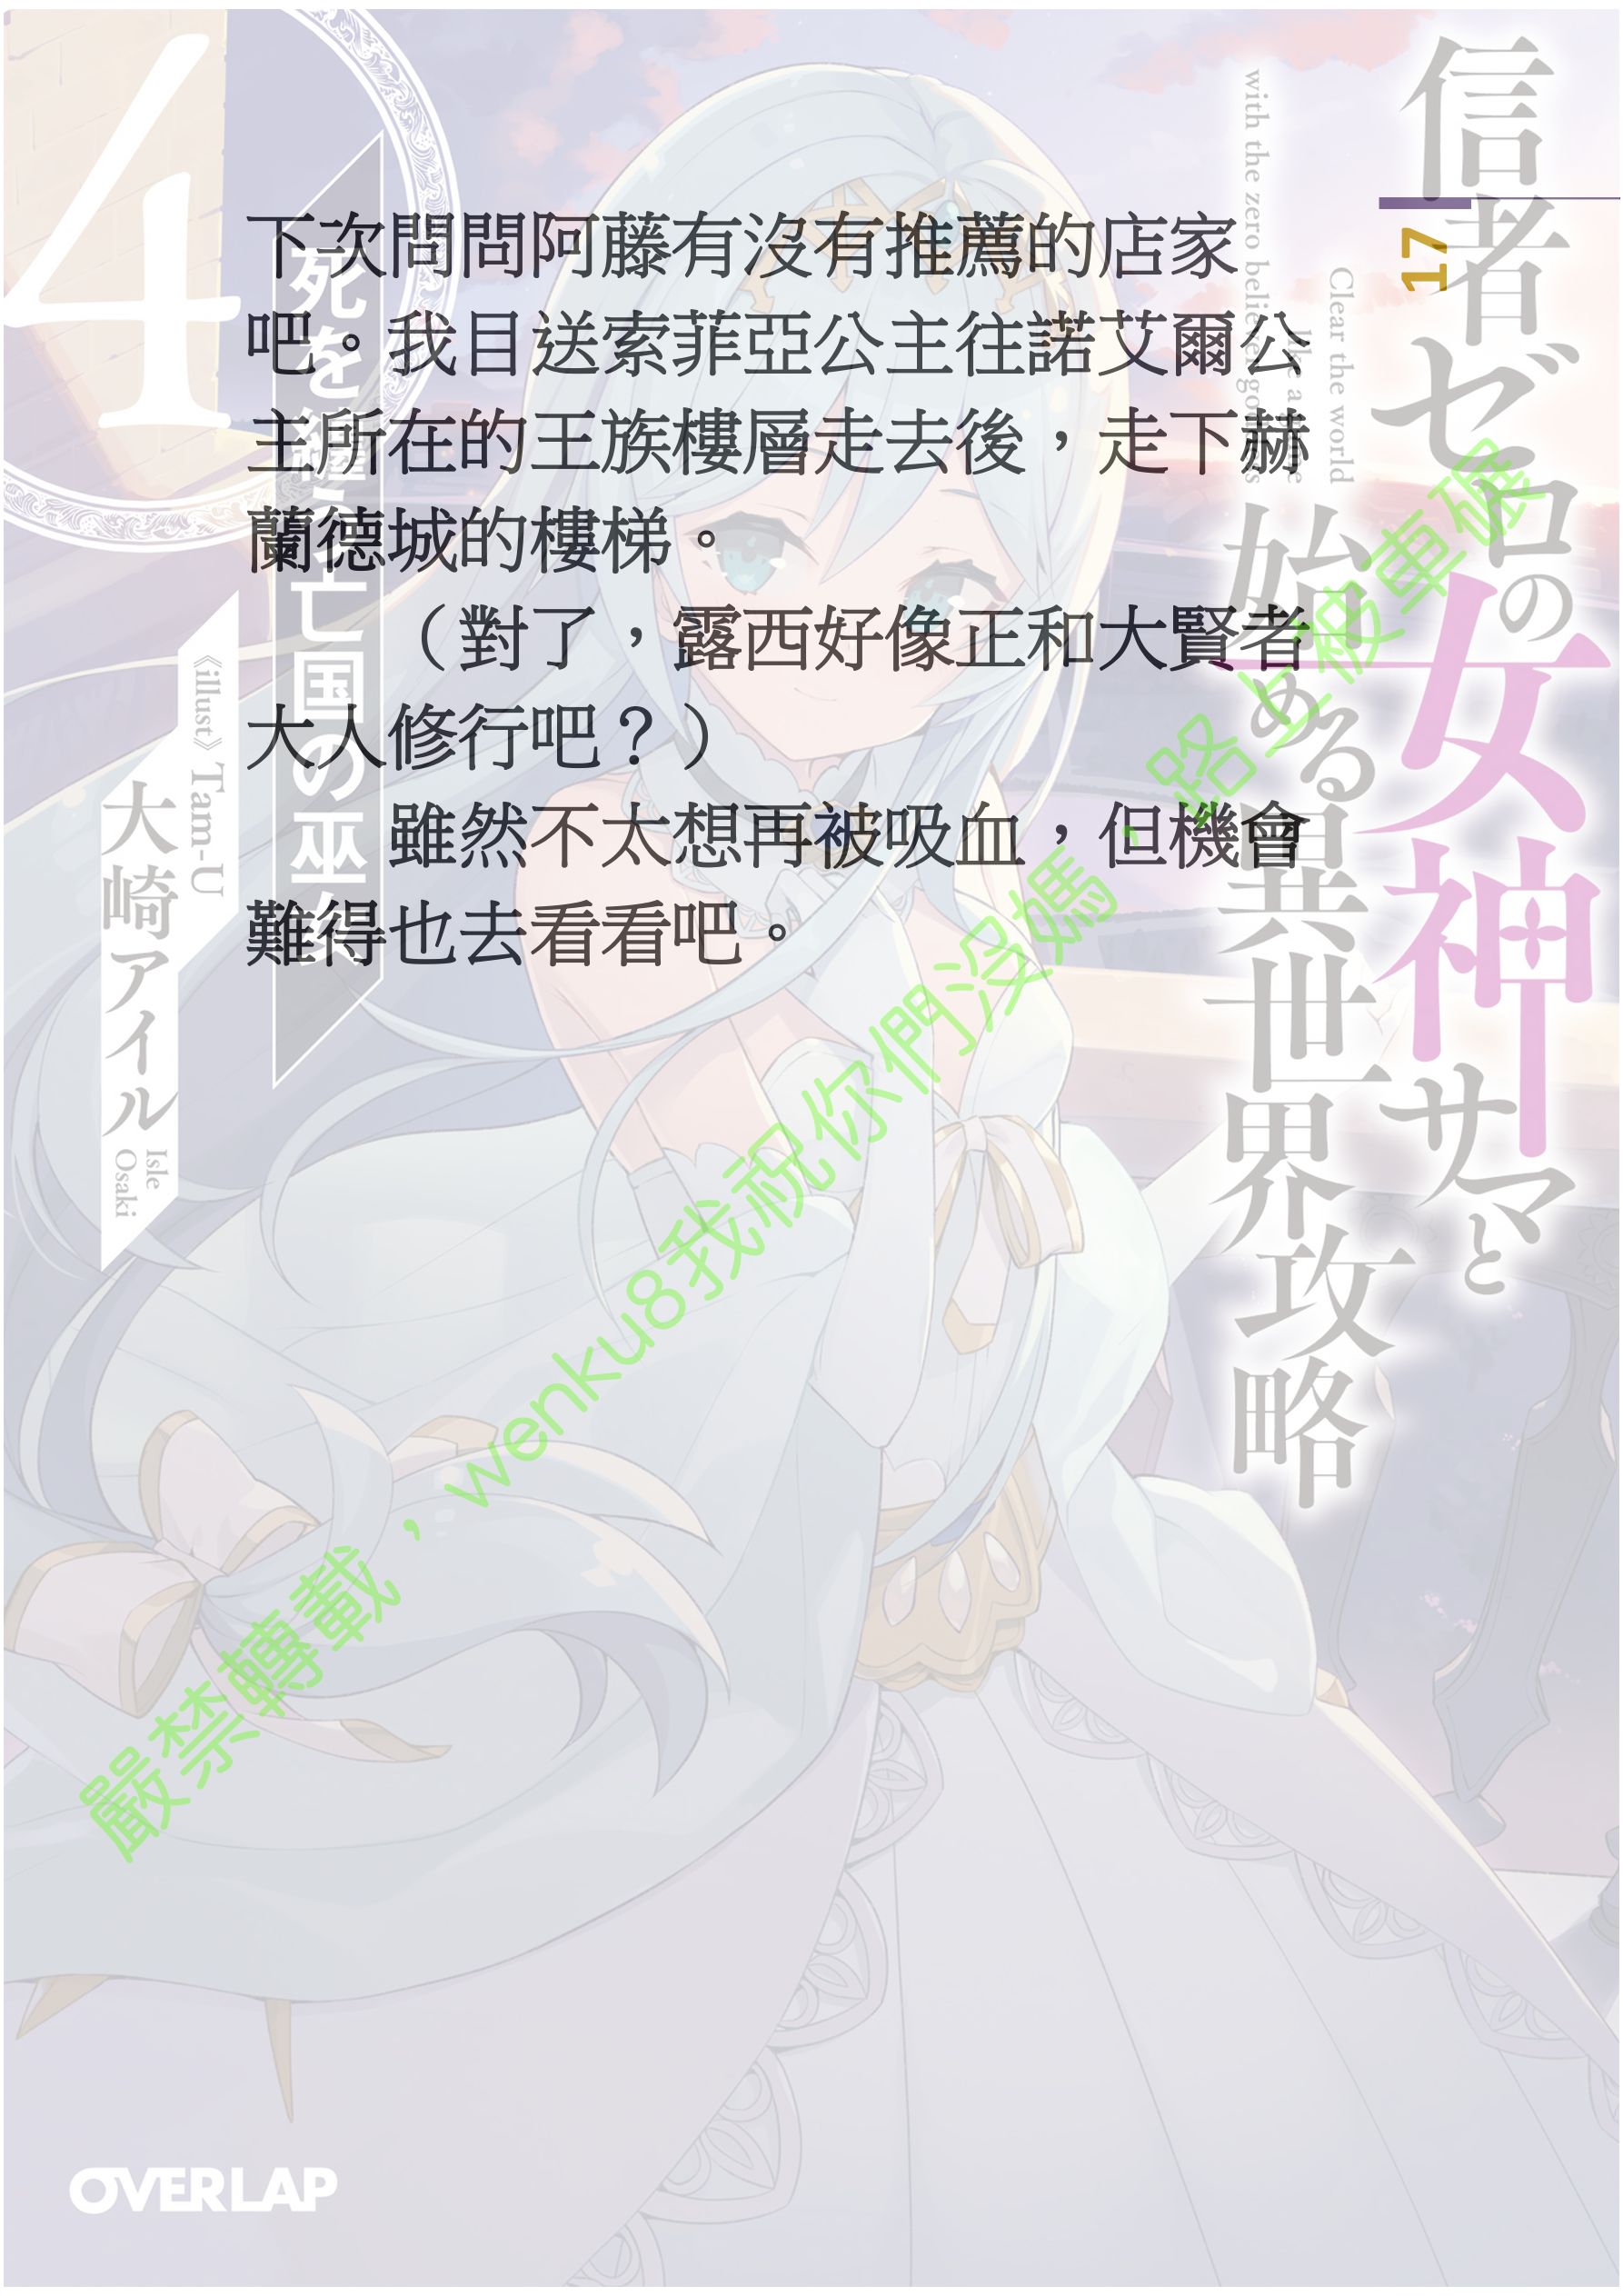 下次問問阿藤有沒有推薦的店家
吧。我目送索菲亞公主往諾艾爾公
主所在的王族樓層走去後，走下赫
蘭德城的樓梯。
（對了，露西好像正和大賢者
大人修行吧？）
雖然不太想再被吸血，但機會
難得也去看看吧。
17
信者ゼロの女神サマと
始める異世界攻略
Clear the world
like a game
with the zero believer goddess
4
死を 亡国の巫女
《illust》Tam-U
大崎アイル
Isle
Osaki
嚴禁轉載，wenku8我祝你們沒媽，路上被車碾
OVERLAP